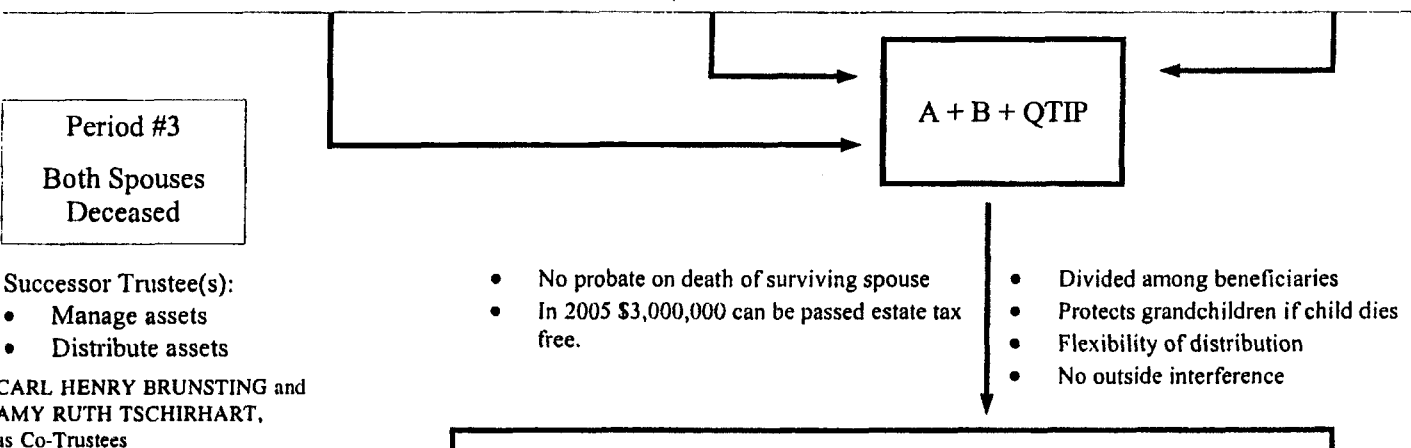 A + B + QTIP
Period #3
Both Spouses
Deceased
Successor Trustee(s):
• Manage assets
• Distribute assets
CARL HENRY BRUNSTING and
AMY RUTH TSCHIRHART,
as Co-Trustees
• No probate on death of surviving spouse
• In 2005 $3,000,000 can be passed estate tax
free.
• Divided among beneficiaries
• Protects grandchildren if child dies
• Flexibility of distribution
• No outside interference